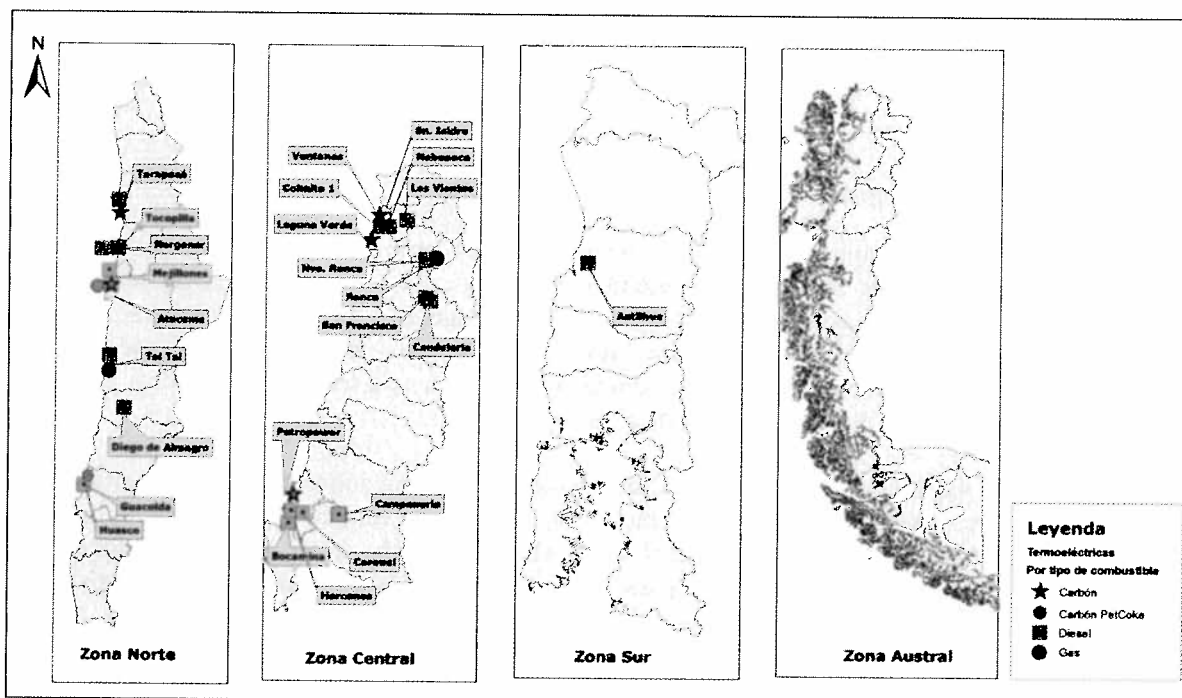 N
Tarapacá
Tocopilla
Norgener
Mejillones
Atacama
Tal Tal
Diego de Almagro
Guacolda
Huasco
Zona Norte
Sn. Isidro
Ventanas
Nehuenco
Cohaito 1
Los Vientos
Laguna Verde
Nva. Renca
Renca
San Francisco
Candelaria
Petropower
Campanario
Bocamina
Coronel
Horcones
Zona Central
Antilhue
Zona Sur
Zona Austral
Leyenda
Termoeléctricas
Por tipo de combustible
Carbón
Carbón PetCoke
Diesel
Gas